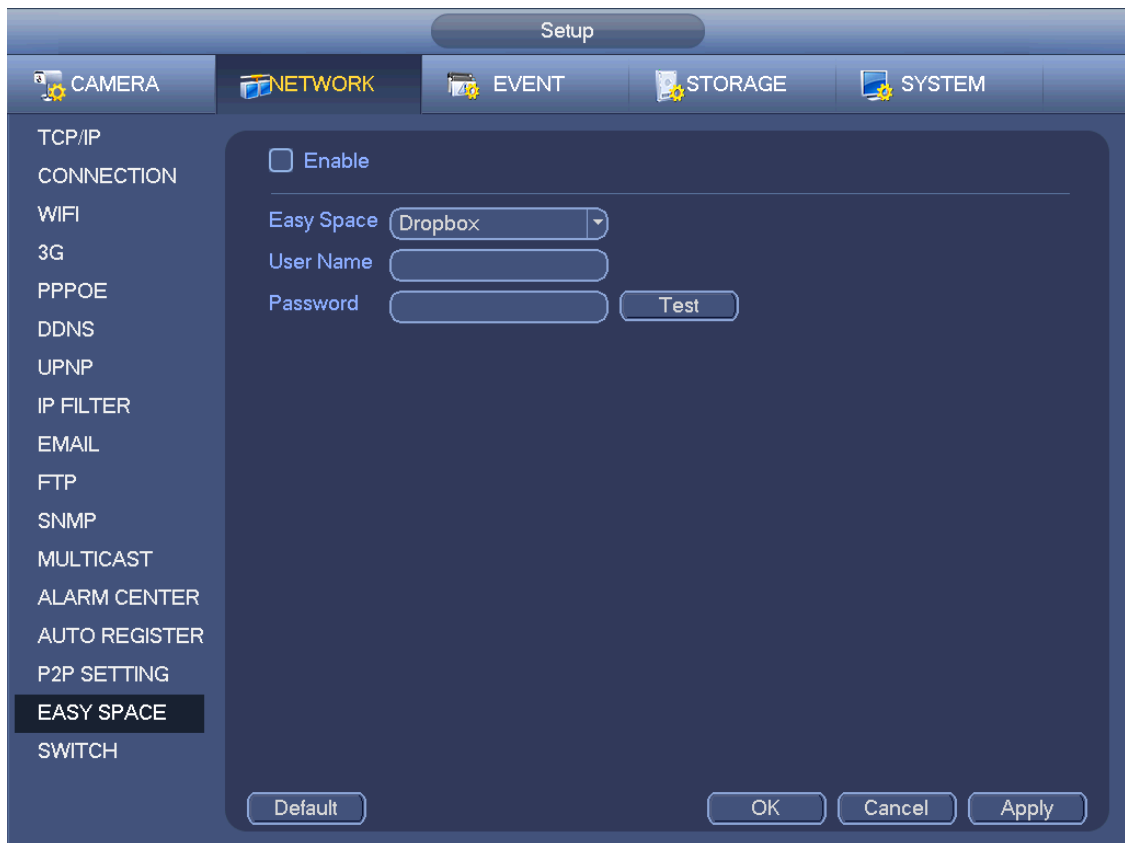 Setup
CAMERA NETWORK EVENT STORAGE SYSTEM
TCP/IP
CONNECTION
WIFI
3G
PPPOE
DDNS
UPNP
IP FILTER
EMAIL
FTP
SNMP
MULTICAST
ALARM CENTER
AUTO REGISTER
P2P SETTING
EASY SPACE
SWITCH
Enable
Easy Space Dropbox
User Name
Password Test
Default OK Cancel Apply